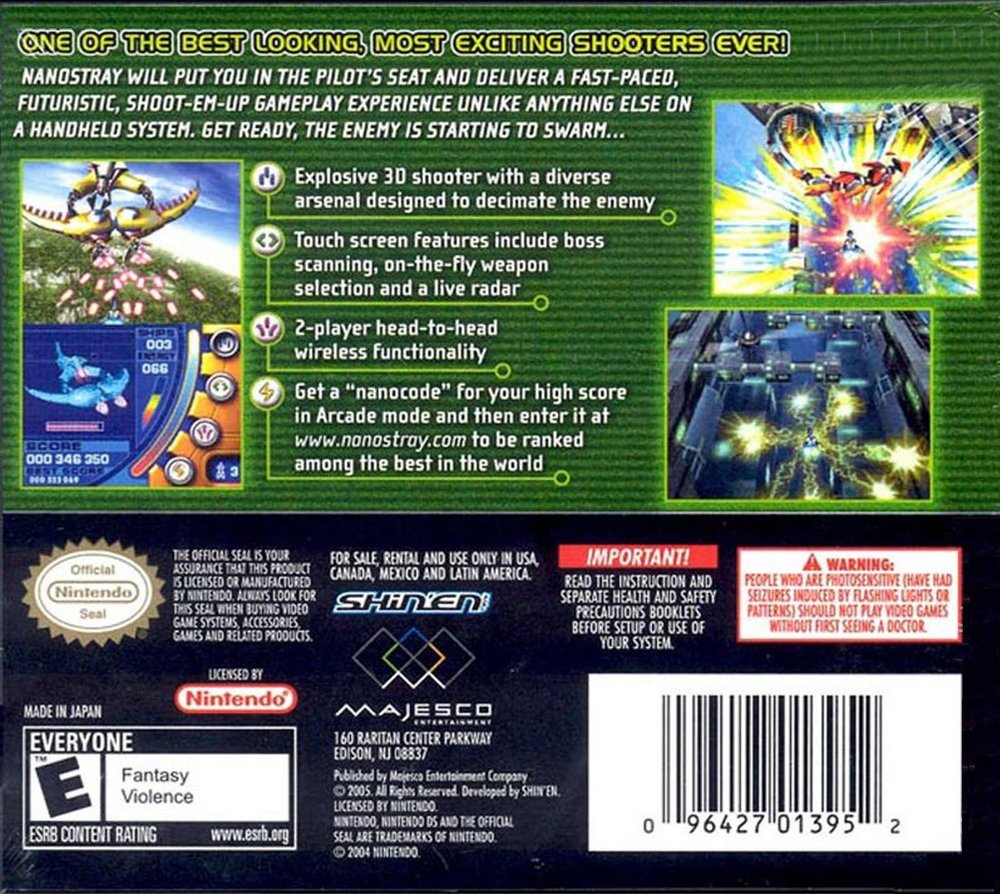 ONE OF THE BEST LOOKING, MOST EXCITING SHOOTERS EVER!
NANOSTRAY WILL PUT YOU IN THE PILOT'S SEAT AND DELIVER A FAST-PACED,
FUTURISTIC, SHOOT-EM-UP GAMEPLAY EXPERIENCE UNLIKE ANYTHING ELSE ON
A HANDHELD SYSTEM. GET READY, THE ENEMY IS STARTING TO SWARM...
Explosive 3D shooter with a diverse
arsenal designed to decimate the enemy
Touch screen features include boss
scanning, on-the-fly weapon
selection and a live radar
2-player head-to-head
wireless functionality
Get a "nanocode" for your high score
in Arcade mode and then enter it at
www.nanostray.com to be ranked
among the best in the world
SHIPS
003
ENERGY
066
SCORE
000 346 350
BEST SCORE
3
Official
Nintendo
Seal
THE OFFICIAL SEAL IS YOUR
ASSURANCE THAT THIS PRODUCT
IS LICENSED OR MANUFACTURED
BY NINTENDO. ALWAYS LOOK FOR
THIS SEAL WHEN BUYING VIDEO
GAME SYSTEMS, ACCESSORIES,
GAMES AND RELATED PRODUCTS.
LICENSED BY
Nintendo®
MADE IN JAPAN
EVERYONE
TM
E
Fantasy
Violence
ESRB CONTENT RATING www.esrb.org
FOR SALE, RENTAL AND USE ONLY IN USA,
CANADA, MEXICO AND LATIN AMERICA.
SHIN'EN
MAJESCO
ENTERTAINMENT
160 RARITAN CENTER PARKWAY
EDISON, NJ 08837
Published by Majesco Entertainment Company
© 2005. All Rights Reserved. Developed by SHIN'EN.
LICENSED BY NINTENDO.
NINTENDO, NINTENDO DS AND THE OFFICIAL
SEAL ARE TRADEMARKS OF NINTENDO.
© 2004 NINTENDO.
IMPORTANT!
READ THE INSTRUCTION AND
SEPARATE HEALTH AND SAFETY
PRECAUTIONS BOOKLETS
BEFORE SETUP OR USE OF
YOUR SYSTEM.
WARNING:
PEOPLE WHO ARE PHOTOSENSITIVE (HAVE HAD
SEIZURES INDUCED BY FLASHING LIGHTS OR
PATTERNS) SHOULD NOT PLAY VIDEO GAMES
WITHOUT FIRST SEEING A DOCTOR.
0 96427 01395 2